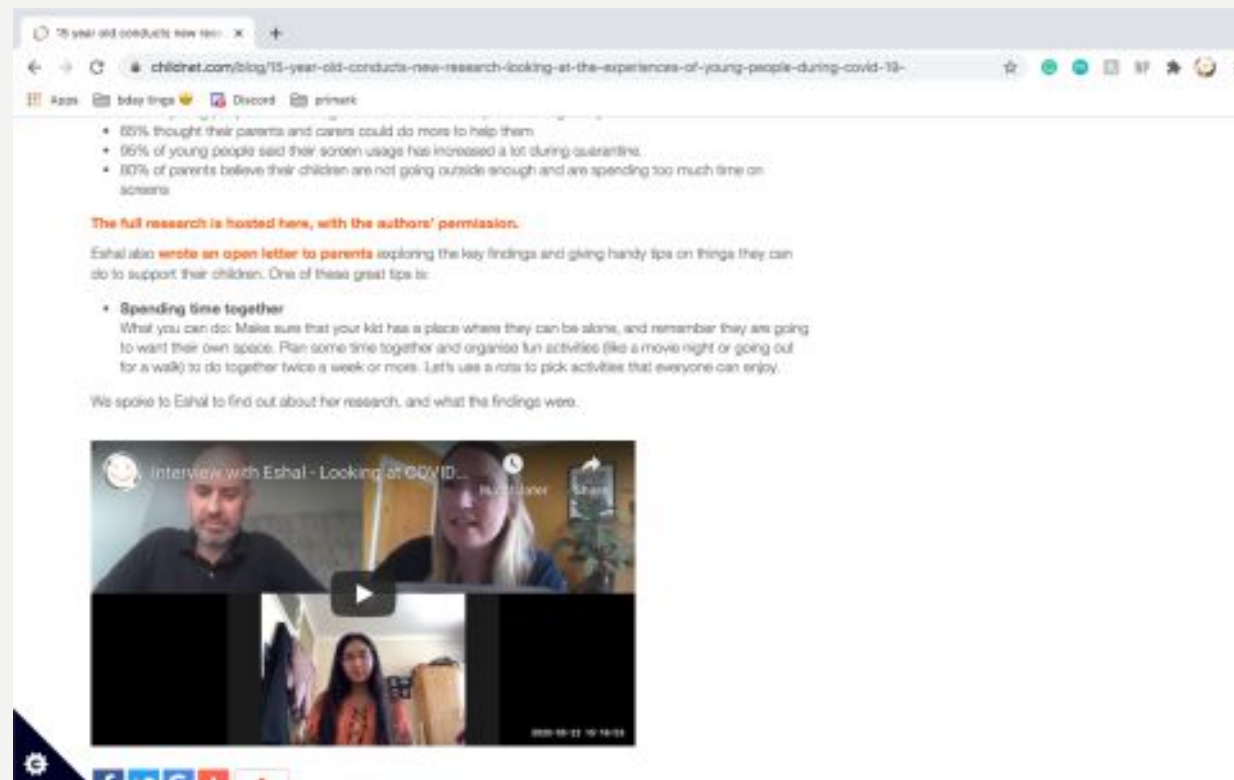 15 year old conducts new rese
childnet.com/blog/15-year-old-conducts-new-research-looking-at-the-experiences-of-young-people-during-covid-19-
Apps bday tings Discord primark
• 65% thought their parents and carers could do more to help them
• 95% of young people said their screen usage has increased a lot during quarantine.
• 80% of parents believe their children are not going outside enough and are spending too much time on
screens
The full research is hosted here, with the authors' permission.
Eshal also wrote an open letter to parents exploring the key findings and giving handy tips on things they can
do to support their children. One of these great tips is:
• Spending time together
What you can do: Make sure that your kid has a place where they can be alone, and remember they are going
to want their own space. Plan some time together and organise fun activities (like a movie night or going out
for a walk) to do together twice a week or more. Let's use a rota to pick activities that everyone can enjoy.
We spoke to Eshal to find out about her research, and what the findings were.
Interview with Eshal - Looking at COVID...
Share